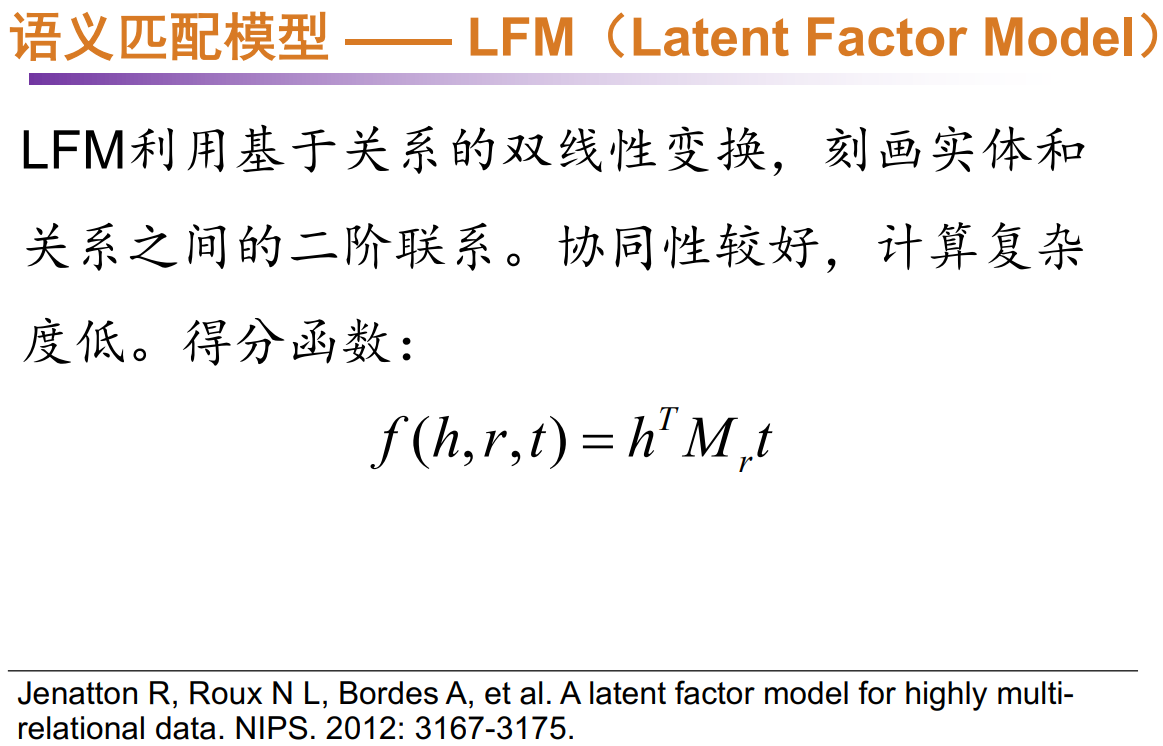 语义匹配模型 —— LFM（Latent Factor Model）
LFM利用基于关系的双线性变换，刻画实体和
关系之间的二阶联系。协同性较好，计算复杂
度低。得分函数：
f(h,r,t)=h^T M_r t
Jenatton R, Roux N L, Bordes A, et al. A latent factor model for highly multi-
relational data. NIPS. 2012: 3167-3175.